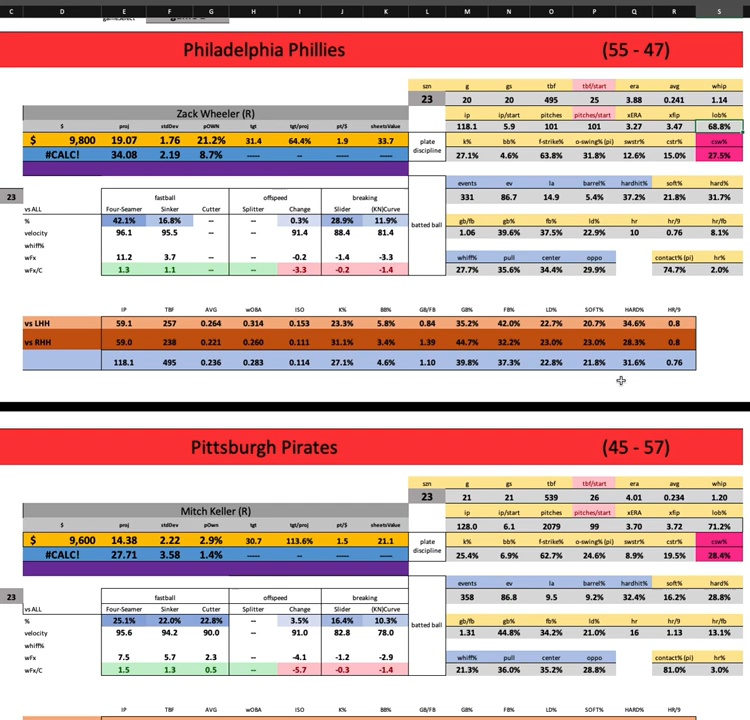 C D E F G H I J K L M N O P Q R S
Philadelphia Phillies (55 - 47)
szn g gs tbf tbf/start era avg whip
23 20 20 495 25 3.88 0.241 1.14
Zack Wheeler (R) ip ip/start pitches pitches/start xERA xfip lob%
118.1 5.9 101 101 3.27 3.47 68.8%
$ proj stdDev pOWN tgt tgt/proj pt/$ sheetsValue
$ 9,800 19.07 1.76 21.2% 31.4 64.4% 1.9 33.7 plate discipline k% bb% f-strike% o-swing% (pi) swstr% cstr% csw%
#CALC! 34.08 2.19 8.7% ---- -- ---- ---- 27.1% 4.6% 63.8% 31.8% 12.6% 15.0% 27.5%
23 fastball offspeed breaking batted ball events ev la barrel% hardhit% soft% hard%
vs ALL Four-Seamer Sinker Cutter Splitter Change Slider (KN)Curve 331 86.7 14.9 5.4% 37.2% 21.8% 31.7%
% 42.1% 16.8% -- -- 0.3% 28.9% 11.9% gb/fb gb% fb% ld% hr hr/9 hr/fb
velocity 96.1 95.5 -- -- 91.4 88.4 81.4 1.06 39.6% 37.5% 22.9% 10 0.76 8.1%
whiff%
wFx 11.2 3.7 -- -- -0.2 -1.4 -3.3 whiff% pull center oppo contact% (pi) hr%
wFx/C 1.3 1.1 -- -- -3.3 -0.2 -1.4 27.7% 35.6% 34.4% 29.9% 74.7% 2.0%
IP TBF AVG wOBA ISO K% BB% GB/FB GB% FB% LD% SOFT% HARD% HR/9
vs LHH 59.1 257 0.264 0.314 0.153 23.3% 5.8% 0.84 35.2% 42.0% 22.7% 20.7% 34.6% 0.8
vs RHH 59.0 238 0.221 0.260 0.111 31.1% 3.4% 1.39 44.7% 32.2% 23.0% 23.0% 28.3% 0.8
118.1 495 0.236 0.283 0.114 27.1% 4.6% 1.10 39.8% 37.3% 22.8% 21.8% 31.6% 0.76
Pittsburgh Pirates (45 - 57)
szn g gs tbf tbf/start era avg whip
23 21 21 539 26 4.01 0.234 1.20
Mitch Keller (R) ip ip/start pitches pitches/start xERA xfip lob%
128.0 6.1 2079 99 3.70 3.72 71.2%
$ proj stdDev pOwn tgt tgt/proj pt/$ sheetsValue
$ 9,600 14.38 2.22 2.9% 30.7 113.6% 1.5 21.1 plate discipline k% bb% f-strike% o-swing% (pi) swstr% cstr% csw%
#CALC! 27.71 3.58 1.4% ---- -- ---- ---- 25.4% 6.9% 62.7% 24.6% 8.9% 19.5% 28.4%
23 fastball offspeed breaking batted ball events ev la barrel% hardhit% soft% hard%
vs ALL Four-Seamer Sinker Cutter Splitter Change Slider (KN)Curve 358 86.8 9.5 9.2% 32.4% 16.2% 28.8%
% 25.1% 22.0% 22.8% -- 3.5% 16.4% 10.3% gb/fb gb% fb% ld% hr hr/9 hr/fb
velocity 95.6 94.2 90.0 -- 91.0 82.8 78.0 1.31 44.8% 34.2% 21.0% 16 1.13 13.1%
whiff%
wFx 7.5 5.7 2.3 -- -4.1 -1.2 -2.9 whiff% pull center oppo contact% (pi) hr%
wFx/C 1.5 1.3 0.5 -- -5.7 -0.3 -1.4 21.3% 36.0% 35.2% 28.8% 81.0% 3.0%
IP TBF AVG wOBA ISO K% BB% GB/FB GB% FB% LD% SOFT% HARD% HR/9